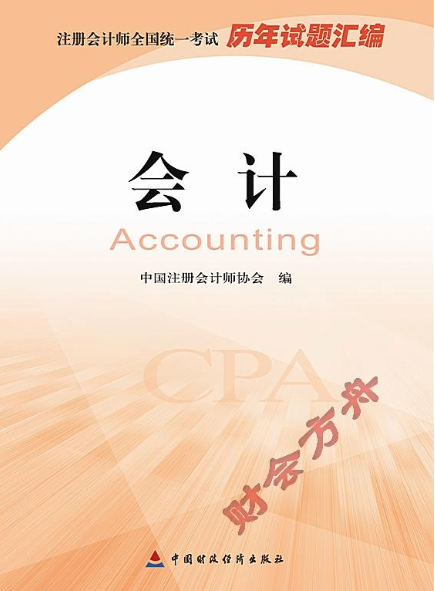 注册会计师全国统一考试 历年试题汇编
会计
Accounting
中国注册会计师协会 编
CPA
财会方舟
中国财政经济出版社